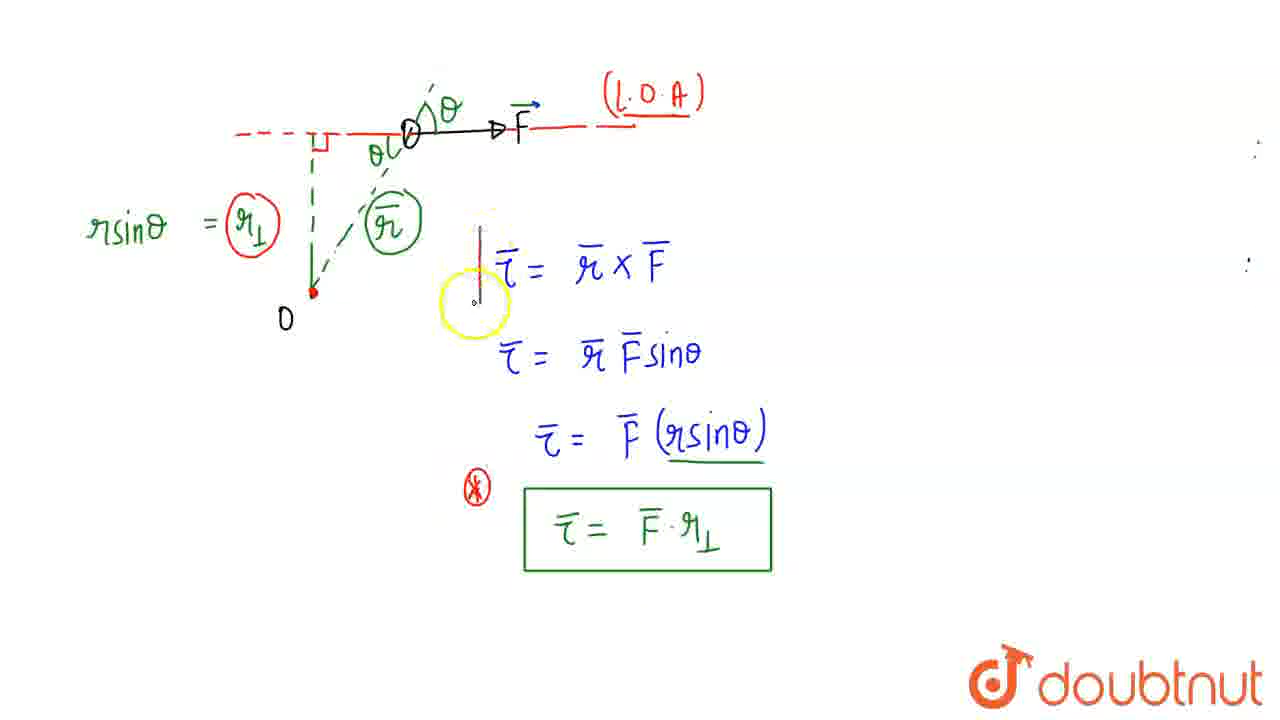 (L.O.A)
θ
F⃗
θ
r sinθ = r⊥
r̅
τ̅ = r̅ × F̅
O
τ̅ = r̅ F̅ sinθ
τ̅ = F̅ (r sinθ)
*
τ̅ = F̅ · r⊥
doubtnut